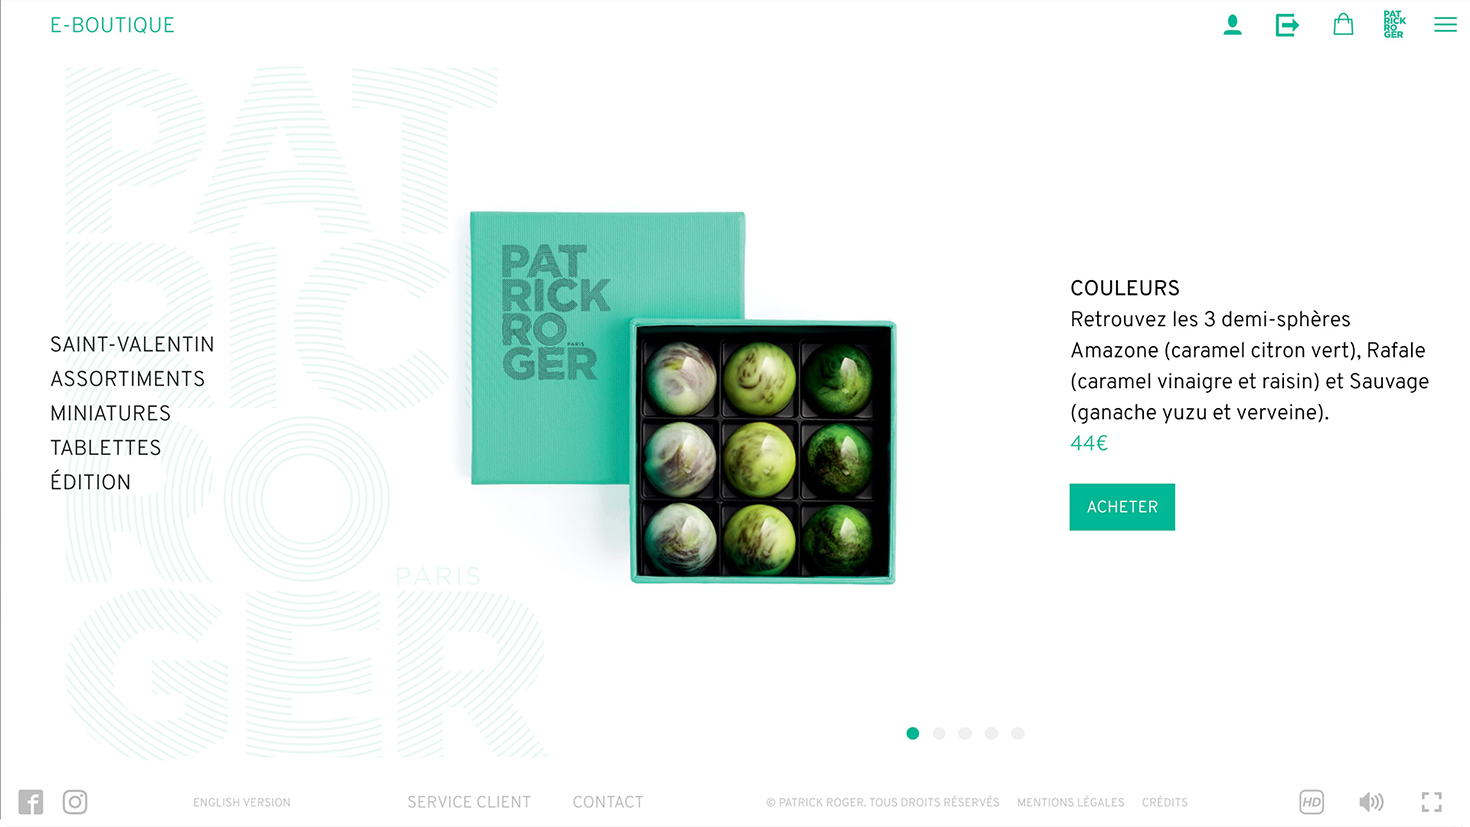 E-BOUTIQUE
PAT
RICK
RO
GER
PAT
RIC
RO
PARIS
GER
SAINT-VALENTIN
ASSORTIMENTS
MINIATURES
TABLETTES
ÉDITION
PAT
RICK
RO
PARIS
GER
COULEURS
Retrouvez les 3 demi-sphères
Amazone (caramel citron vert), Rafale
(caramel vinaigre et raisin) et Sauvage
(ganache yuzu et verveine).
44€
ACHETER
ENGLISH VERSION
SERVICE CLIENT
CONTACT
© PATRICK ROGER. TOUS DROITS RÉSERVÉS
MENTIONS LÉGALES
CRÉDITS
HD